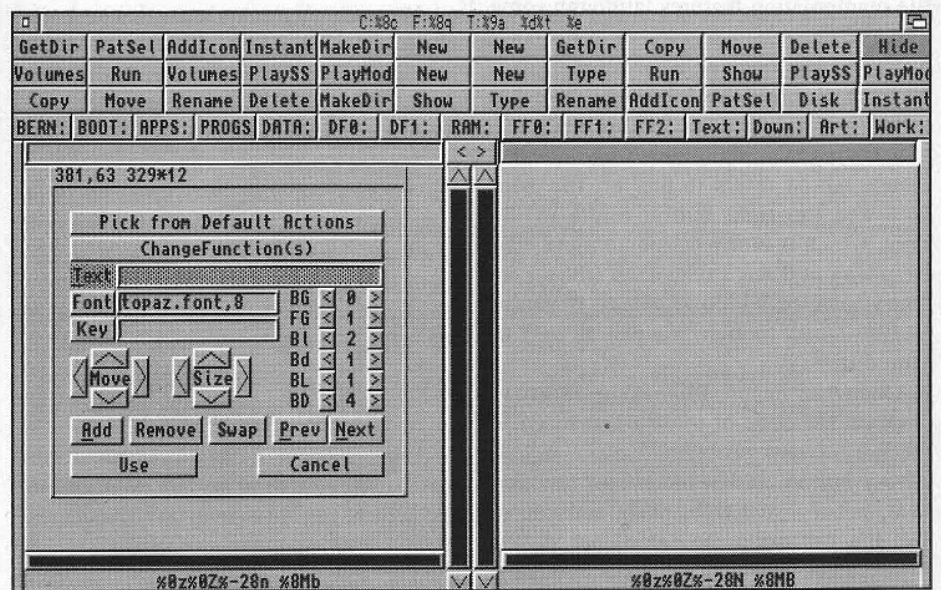 C:%8c F:%8q T:%9a %d%t %e
GetDir PatSel AddIcon Instant MakeDir New New GetDir Copy Move Delete Hide
Volumes Run Volumes PlaySS PlayMod New New Type Run Show PlaySS PlayMod
Copy Move Rename Delete MakeDir Show Type Rename AddIcon PatSel Disk Instant
BERN: BOOT: APPS: PROGS DATA: DF0: DF1: RAM: FF0: FF1: FF2: Text: Down: Art: Work:
< >
381,63 329*12
Pick from Default Actions
ChangeFunction(s)
Text
Font topaz.font,8
Key
BG < 0 >
FG < 1 >
Bt < 2 >
Bd < 1 >
BL < 1 >
BD < 4 >
Move Size
Add Remove Swap Prev Next
Use Cancel
%0z%0Z%-28n %8Mb %0z%0Z%-28N %8MB